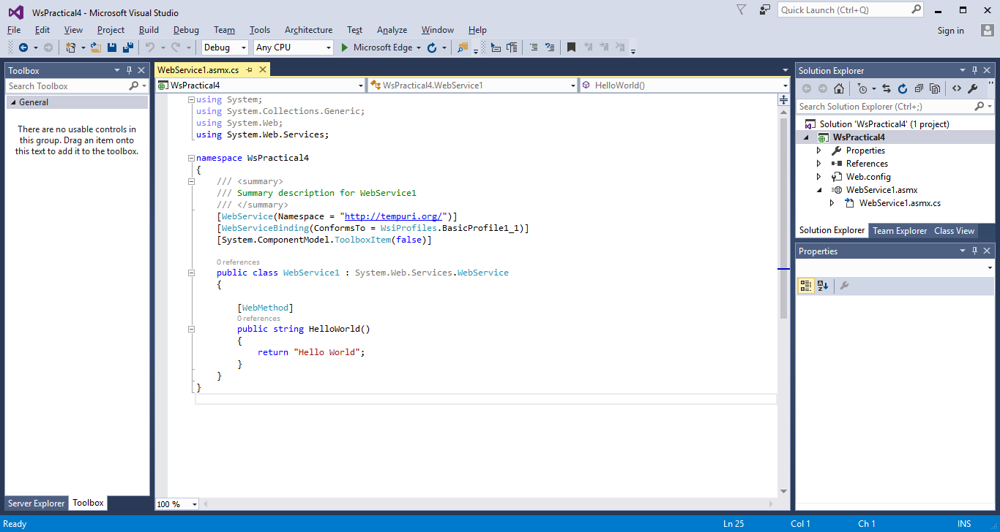 WsPractical4 - Microsoft Visual Studio
Quick Launch (Ctrl+Q)
File Edit View Project Build Debug Team Tools Architecture Test Analyze Window Help
Sign in
Debug Any CPU Microsoft Edge
Toolbox
Search Toolbox
General
There are no usable controls in
this group. Drag an item onto
this text to add it to the toolbox.
Server Explorer Toolbox
WebService1.asmx.cs
WsPractical4 WsPractical4.WebService1 HelloWorld()
using System;
using System.Collections.Generic;
using System.Web;
using System.Web.Services;
namespace WsPractical4
{
/// <summary>
/// Summary description for WebService1
/// </summary>
[WebService(Namespace = "http://tempuri.org/")]
[WebServiceBinding(ConformsTo = WsiProfiles.BasicProfile1_1)]
[System.ComponentModel.ToolboxItem(false)]
0 references
public class WebService1 : System.Web.Services.WebService
{
[WebMethod]
0 references
public string HelloWorld()
{
return "Hello World";
}
}
}
100 %
Solution Explorer
Search Solution Explorer (Ctrl+;)
Solution 'WsPractical4' (1 project)
WsPractical4
Properties
References
Web.config
WebService1.asmx
WebService1.asmx.cs
Solution Explorer Team Explorer Class View
Properties
Ready Ln 25 Col 1 Ch 1 INS